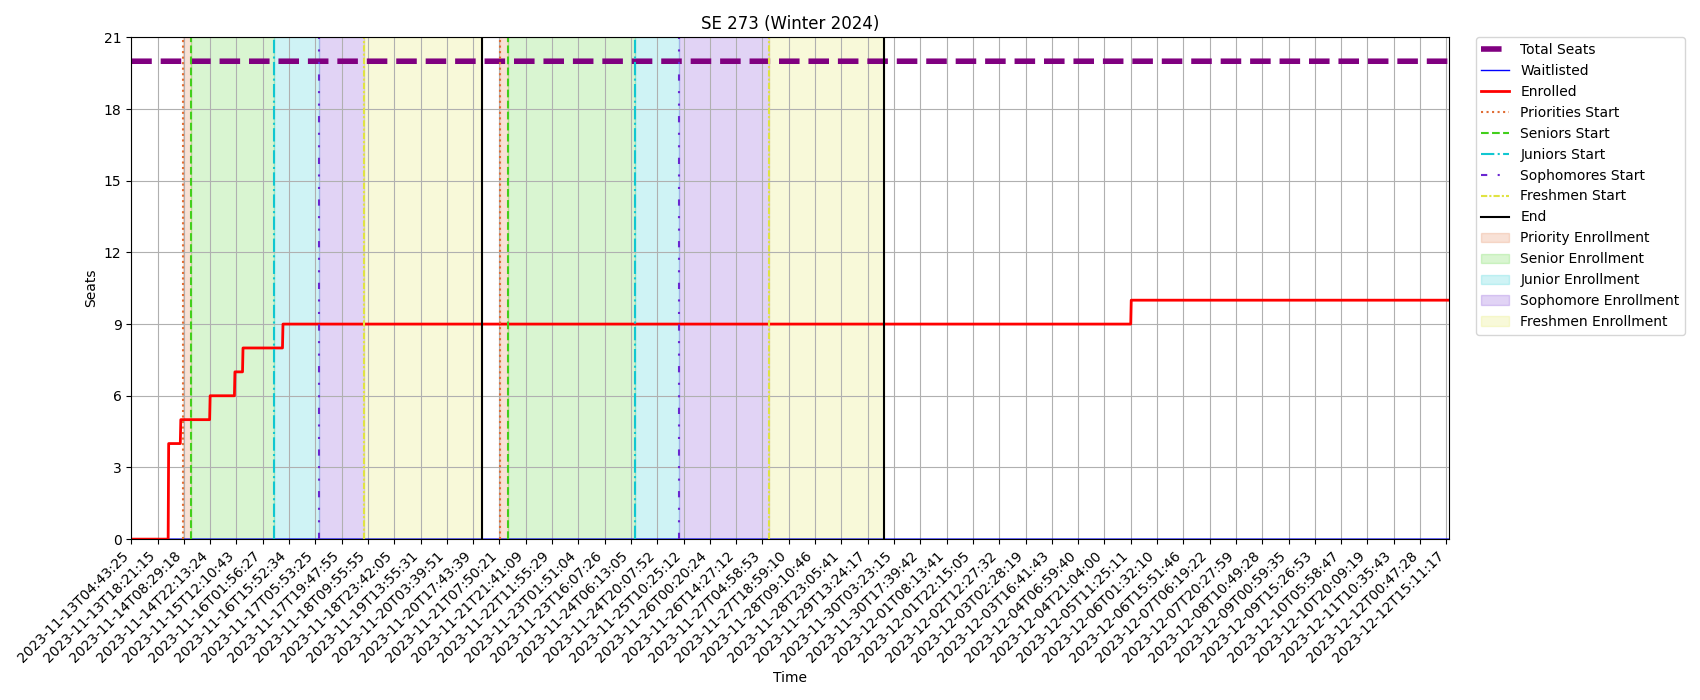 SE 273 (Winter 2024)
21
18
15
12
9
6
3
0
Seats
2023-11-13T04:43:25
2023-11-13T18:21:15
2023-11-14T08:29:18
2023-11-14T22:13:24
2023-11-15T12:10:43
2023-11-16T01:56:27
2023-11-16T16:52:34
2023-11-17T05:53:25
2023-11-17T19:47:55
2023-11-18T09:55:55
2023-11-18T23:42:05
2023-11-19T13:55:31
2023-11-20T03:39:51
2023-11-20T17:43:39
2023-11-21T07:50:21
2023-11-21T21:41:09
2023-11-22T11:55:29
2023-11-23T01:51:04
2023-11-23T16:07:26
2023-11-24T06:13:05
2023-11-24T20:07:52
2023-11-25T10:25:12
2023-11-26T00:20:24
2023-11-26T14:27:12
2023-11-27T04:58:53
2023-11-27T18:59:10
2023-11-28T09:10:46
2023-11-28T23:05:41
2023-11-29T13:24:17
2023-11-30T03:23:15
2023-11-30T17:39:42
2023-12-01T08:13:41
2023-12-01T22:15:05
2023-12-02T12:27:32
2023-12-03T02:28:19
2023-12-03T16:41:43
2023-12-04T06:59:40
2023-12-04T21:04:00
2023-12-05T11:25:11
2023-12-06T01:32:10
2023-12-06T15:51:46
2023-12-07T06:19:22
2023-12-07T20:27:59
2023-12-08T10:49:28
2023-12-09T00:59:35
2023-12-09T15:26:53
2023-12-10T05:58:47
2023-12-10T20:09:19
2023-12-11T10:35:43
2023-12-12T00:47:28
2023-12-12T15:11:17
Time
Total Seats
Waitlisted
Enrolled
Priorities Start
Seniors Start
Juniors Start
Sophomores Start
Freshmen Start
End
Priority Enrollment
Senior Enrollment
Junior Enrollment
Sophomore Enrollment
Freshmen Enrollment